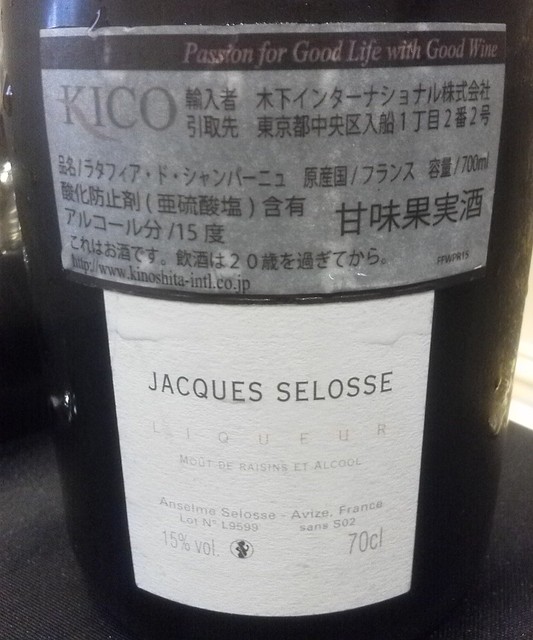 Passion for Good Life with Good Wine
KICO
輸入者 木下インターナショナル株式会社
引取先 東京都中央区入船1丁目2番2号
品名/ラタフィア・ド・シャンパーニュ 原産国/フランス 容量/700ml
酸化防止剤(亜硫酸塩)含有
アルコール分/15度
甘味果実酒
これはお酒です。飲酒は20歳を過ぎてから。
http://www.kinoshita-intl.co.jp
FFWPR15
JACQUES SELOSSE
LIQUEUR
MOÛT DE RAISINS ET ALCOOL
Anselme Selosse - Avize, France
Lot N° L9599 sans S02
15% vol. 70cl